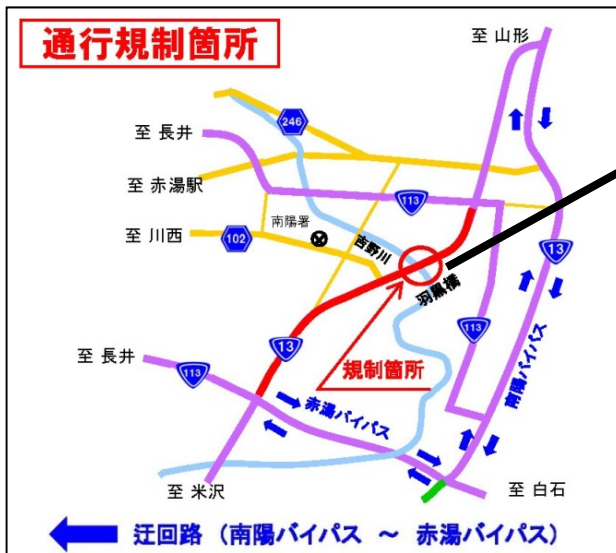 通行規制箇所
至 山形
246
至 長井
至 赤湯駅
113
南陽署
至 川西
102
吉野川
13
羽黒橋
13
至 長井
113
規制箇所
113
南陽バイパス
赤湯バイパス
至 米沢
至 白石
迂回路(南陽バイパス ~ 赤湯バイパス)